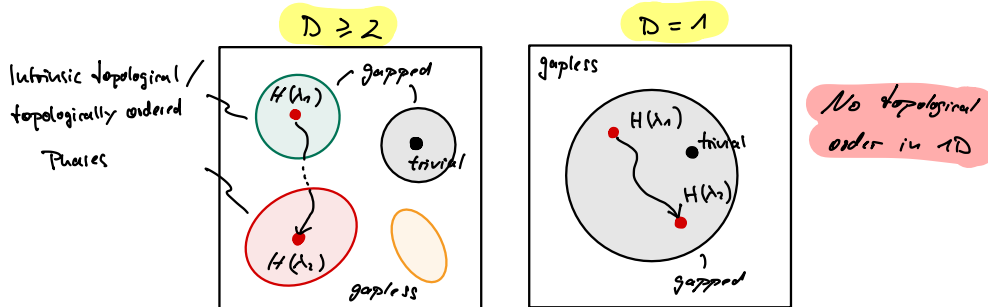 D ≥ 2
D = 1
Intrinsic topological /
topologically ordered
Phases
gapped
H(λ₁)
trivial
H(λ₂)
gapless
gapless
H(λ₁)
trivial
H(λ₂)
gapped
No topological
order in 1D